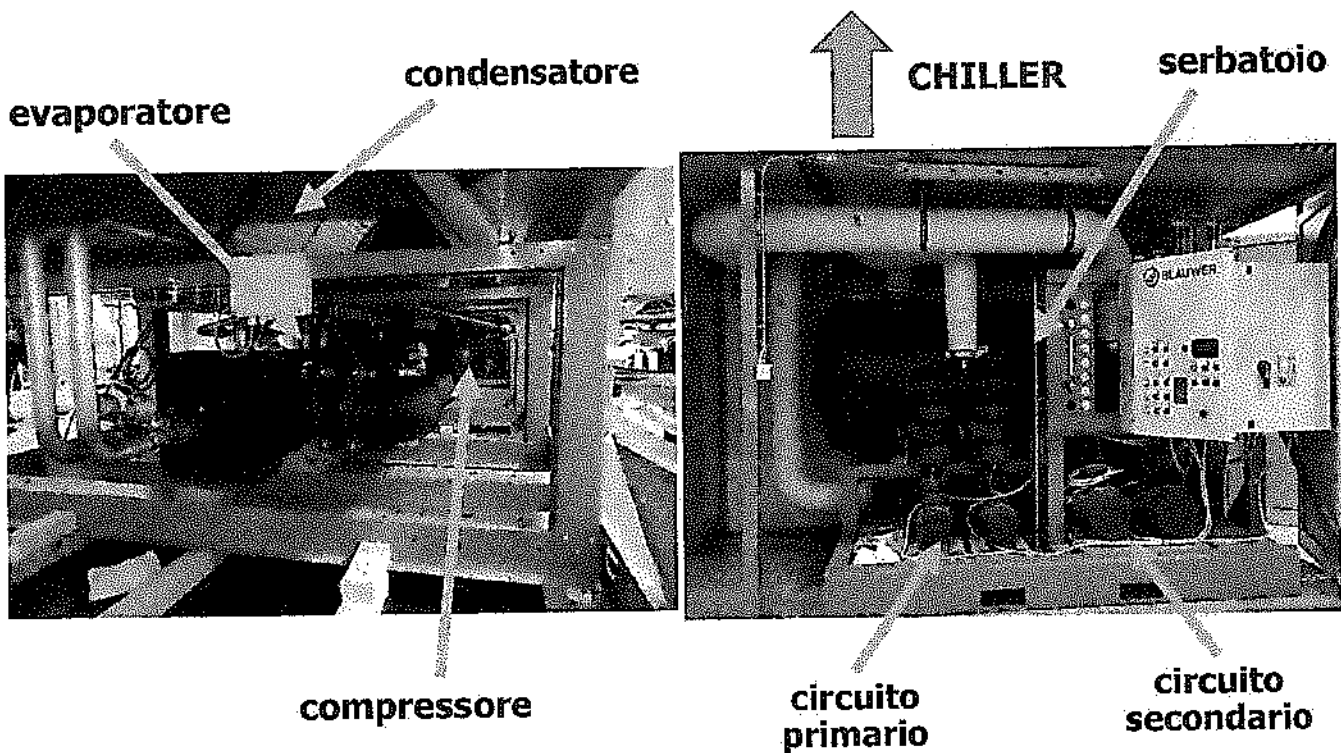 condensatore
evaporatore
CHILLER
serbatoio
BLAUWER
compressore
circuito
primario
circuito
secondario